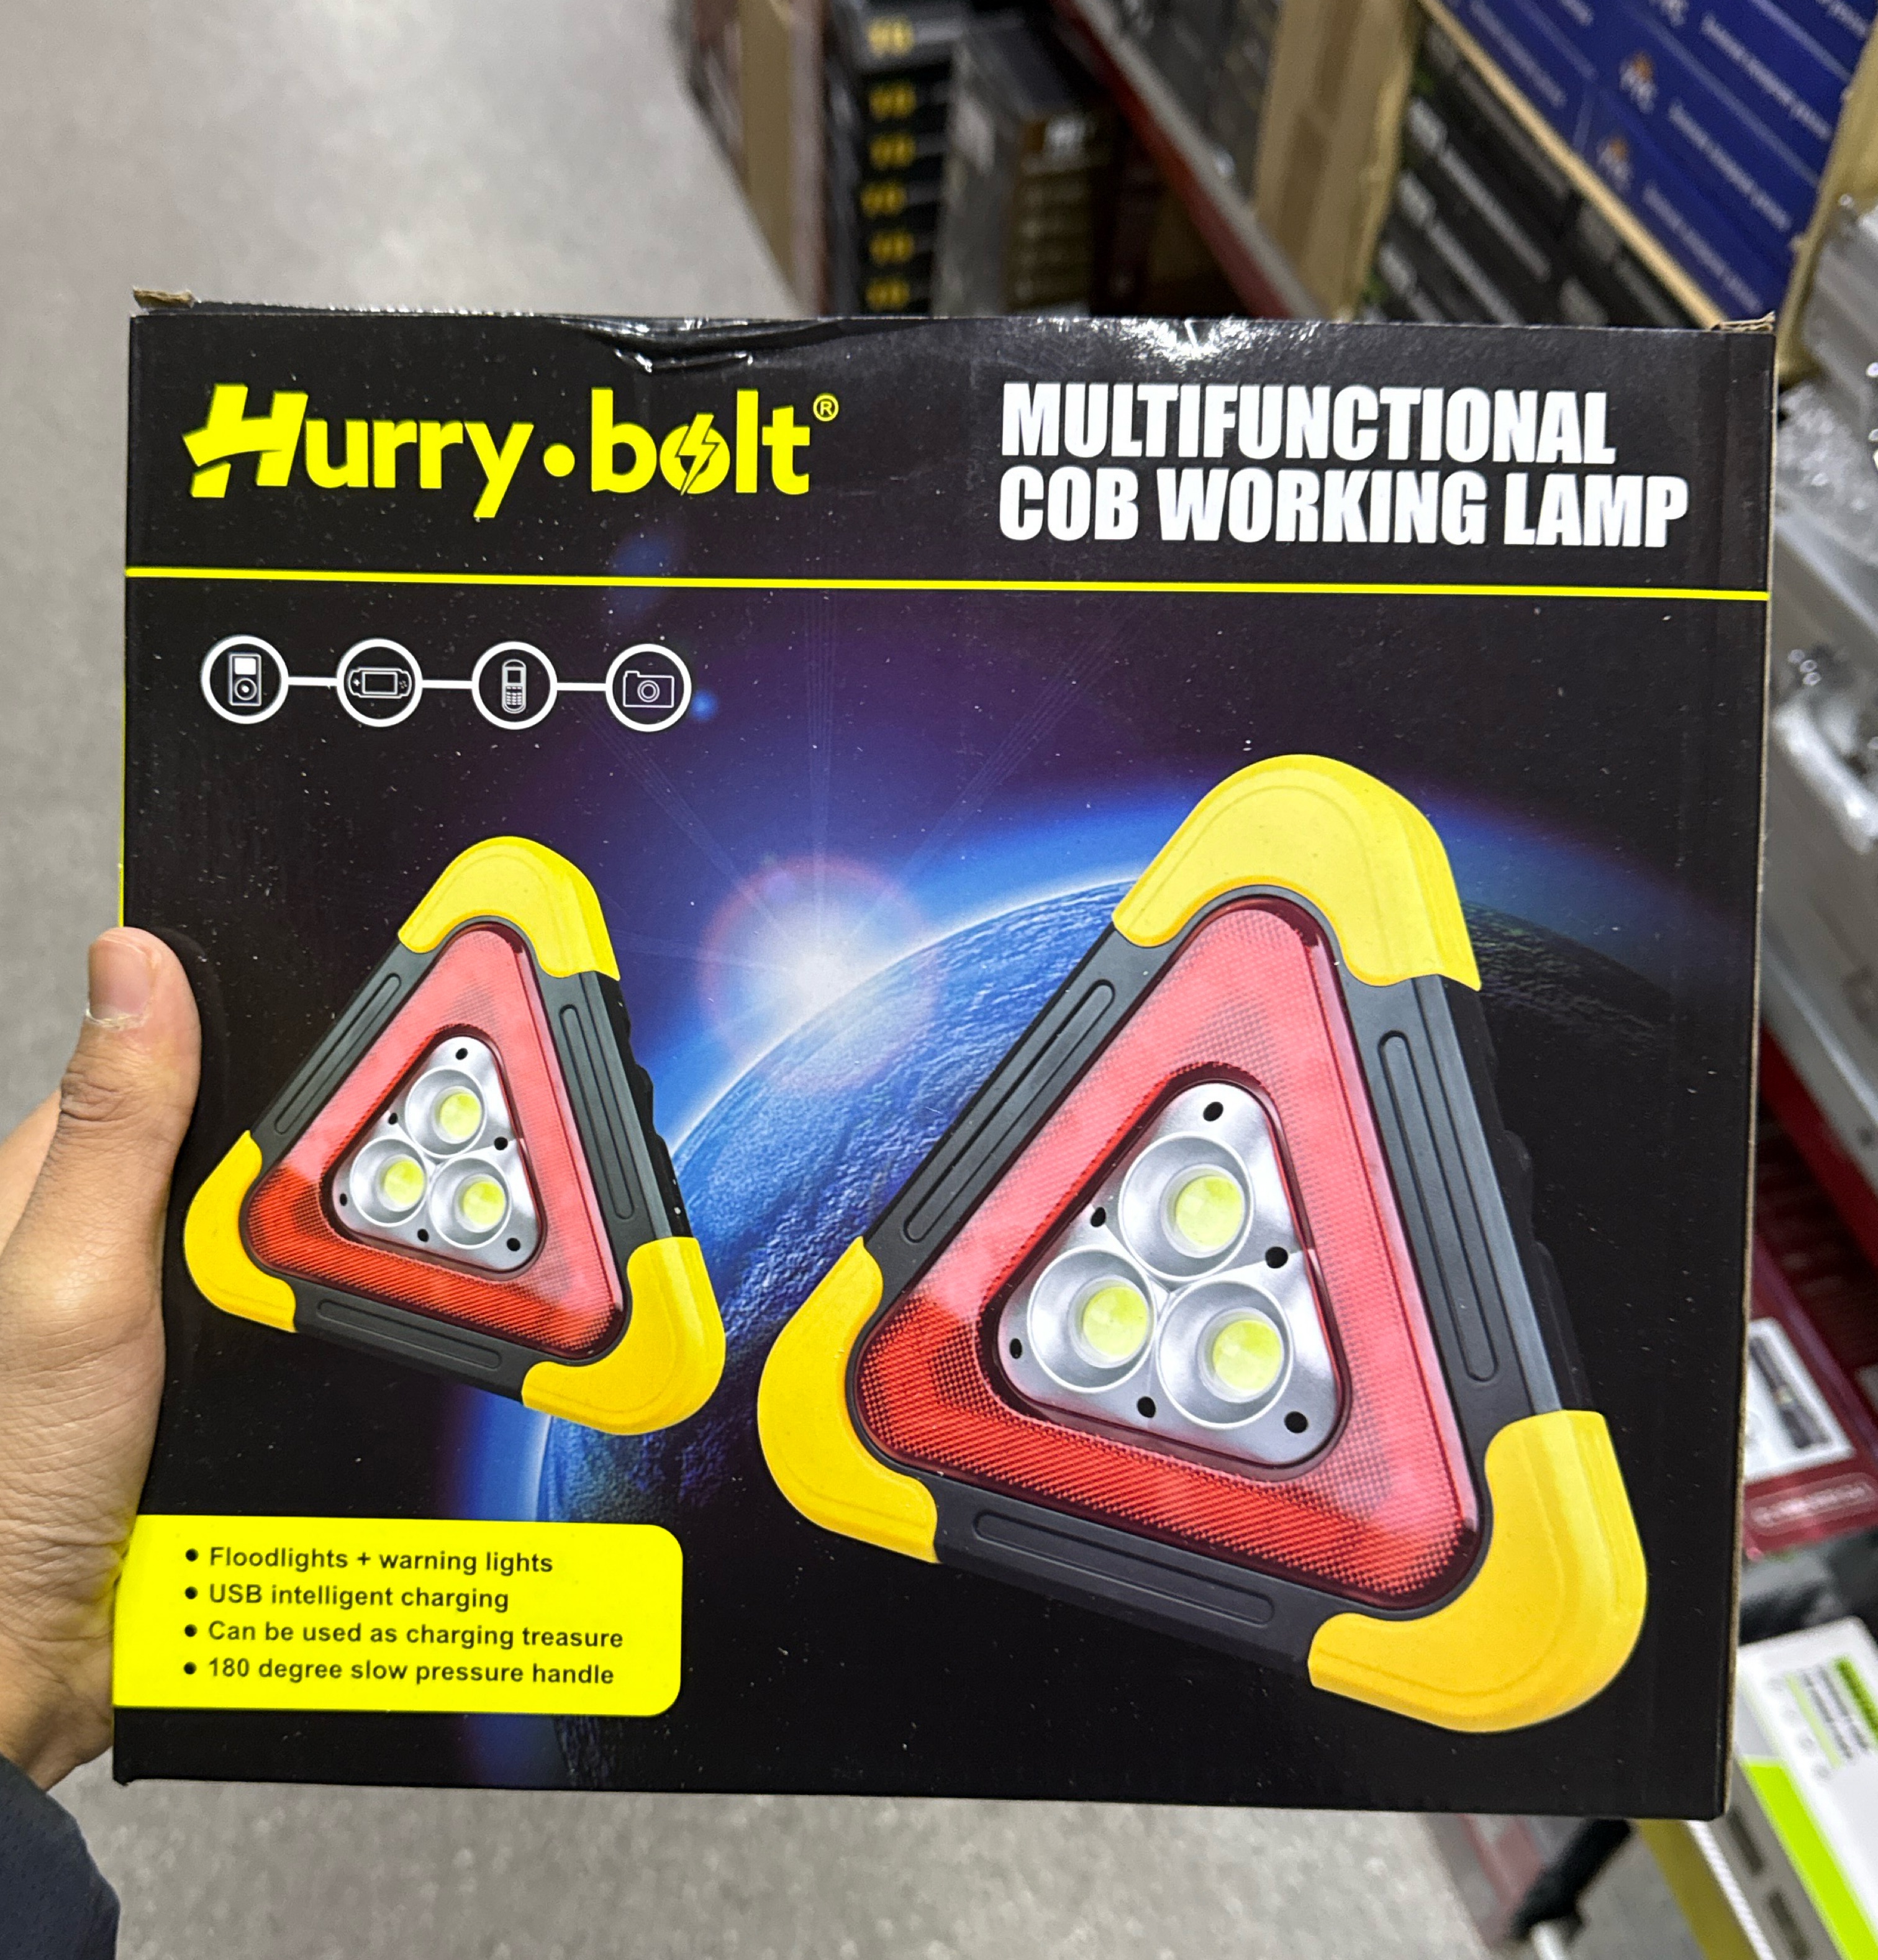 Hurry·bolt®
MULTIFUNCTIONAL
COB WORKING LAMP
• Floodlights + warning lights
• USB intelligent charging
• Can be used as charging treasure
• 180 degree slow pressure handle